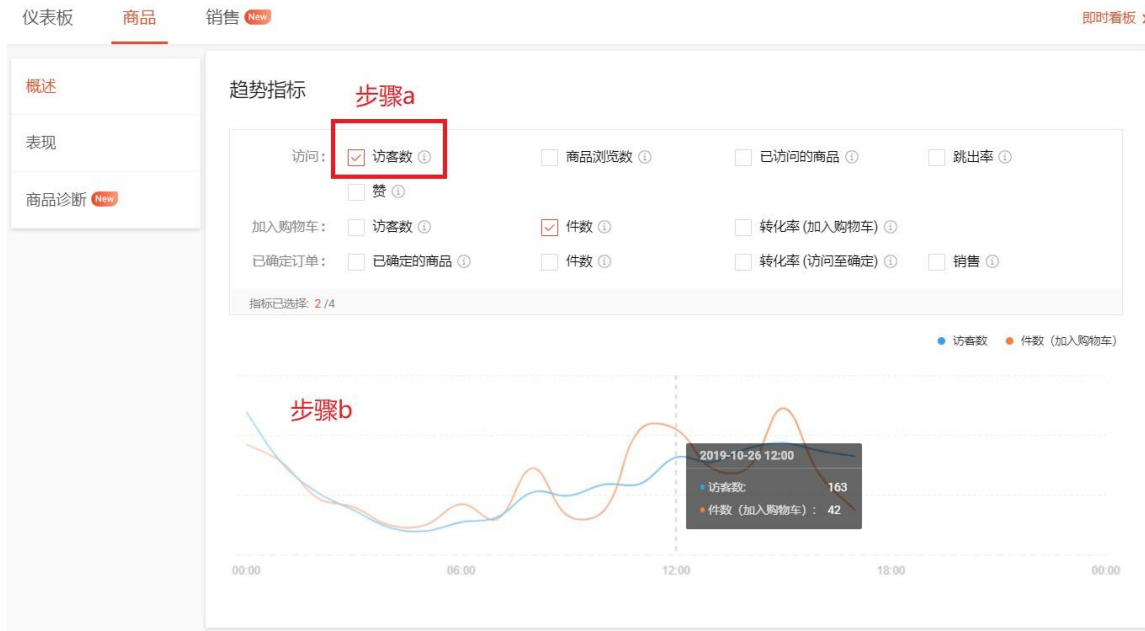 仪表板 商品 销售 New 即时看板
概述
表现
商品诊断 New
趋势指标
步骤a
访问: 访客数 商品浏览数 已访问的商品 跳出率
赞
加入购物车: 访客数 件数 转化率 (加入购物车)
已确定订单: 已确定的商品 件数 转化率 (访问至确定) 销售
指标已选择: 2 /4
访客数 件数（加入购物车）
步骤b
2019-10-26 12:00
访客数: 163
件数（加入购物车）: 42
00:00 06:00 12:00 18:00 00:00